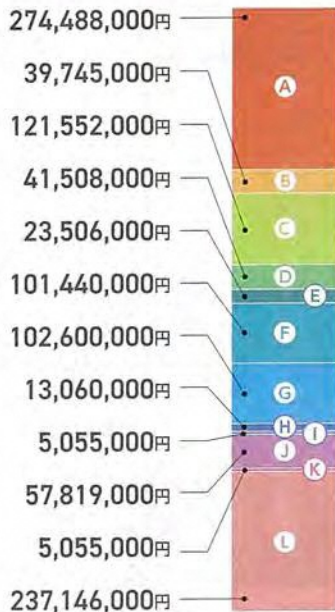 274,488,000円
39,745,000円
121,552,000円
41,508,000円
23,506,000円
101,440,000円
102,600,000円
13,060,000円
5,055,000円
57,819,000円
5,055,000円
237,146,000円
A
B
C
D
E
F
G
H
I
J
K
L